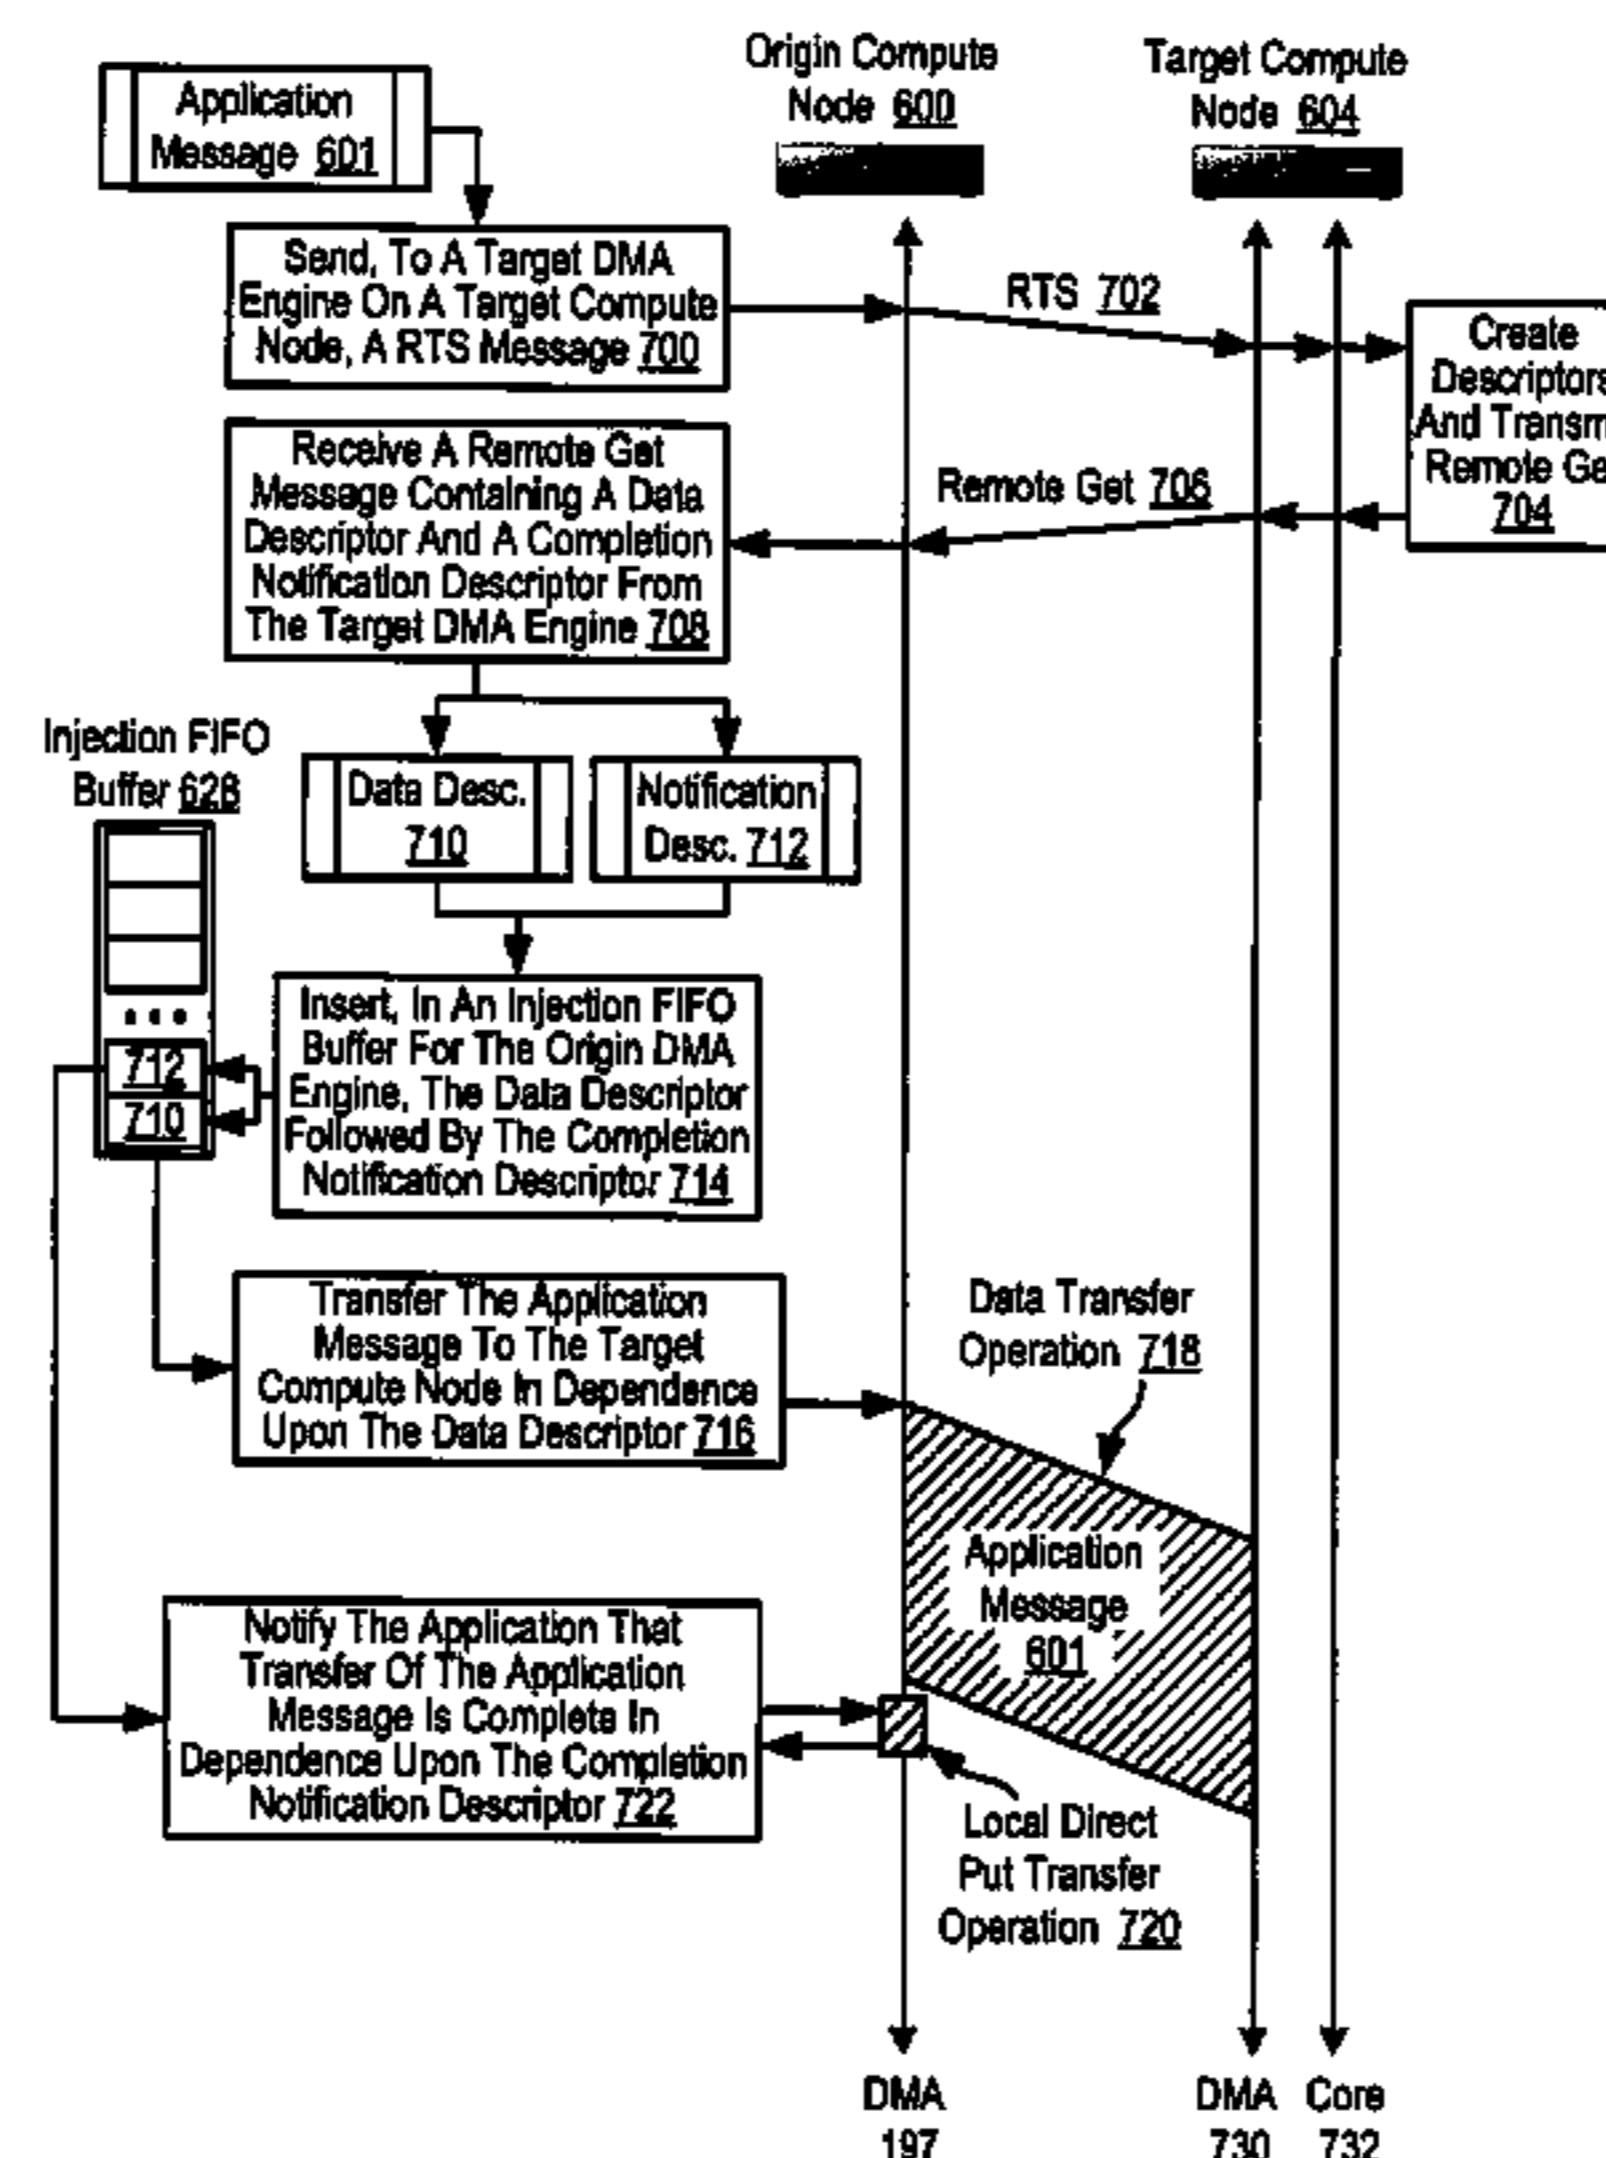 Origin Compute
Node 600
Target Compute
Node 604
Application
Message 601
Send, To A Target DMA
Engine On A Target Compute
Node, A RTS Message 700
RTS 702
Create
Descriptors
And Transm
Remote Ge
704
Receive A Remote Get
Message Containing A Data
Descriptor And A Completion
Notification Descriptor From
The Target DMA Engine 708
Remote Get 706
Injection FIFO
Buffer 628
Data Desc.
710
Notification
Desc. 712
712
710
Insert, In An Injection FIFO
Buffer For The Origin DMA
Engine, The Data Descriptor
Followed By The Completion
Notification Descriptor 714
Transfer The Application
Message To The Target
Compute Node In Dependence
Upon The Data Descriptor 716
Data Transfer
Operation 718
Application
Message
601
Notify The Application That
Transfer Of The Application
Message Is Complete In
Dependence Upon The Completion
Notification Descriptor 722
Local Direct
Put Transfer
Operation 720
DMA
197
DMA
730
Core
732